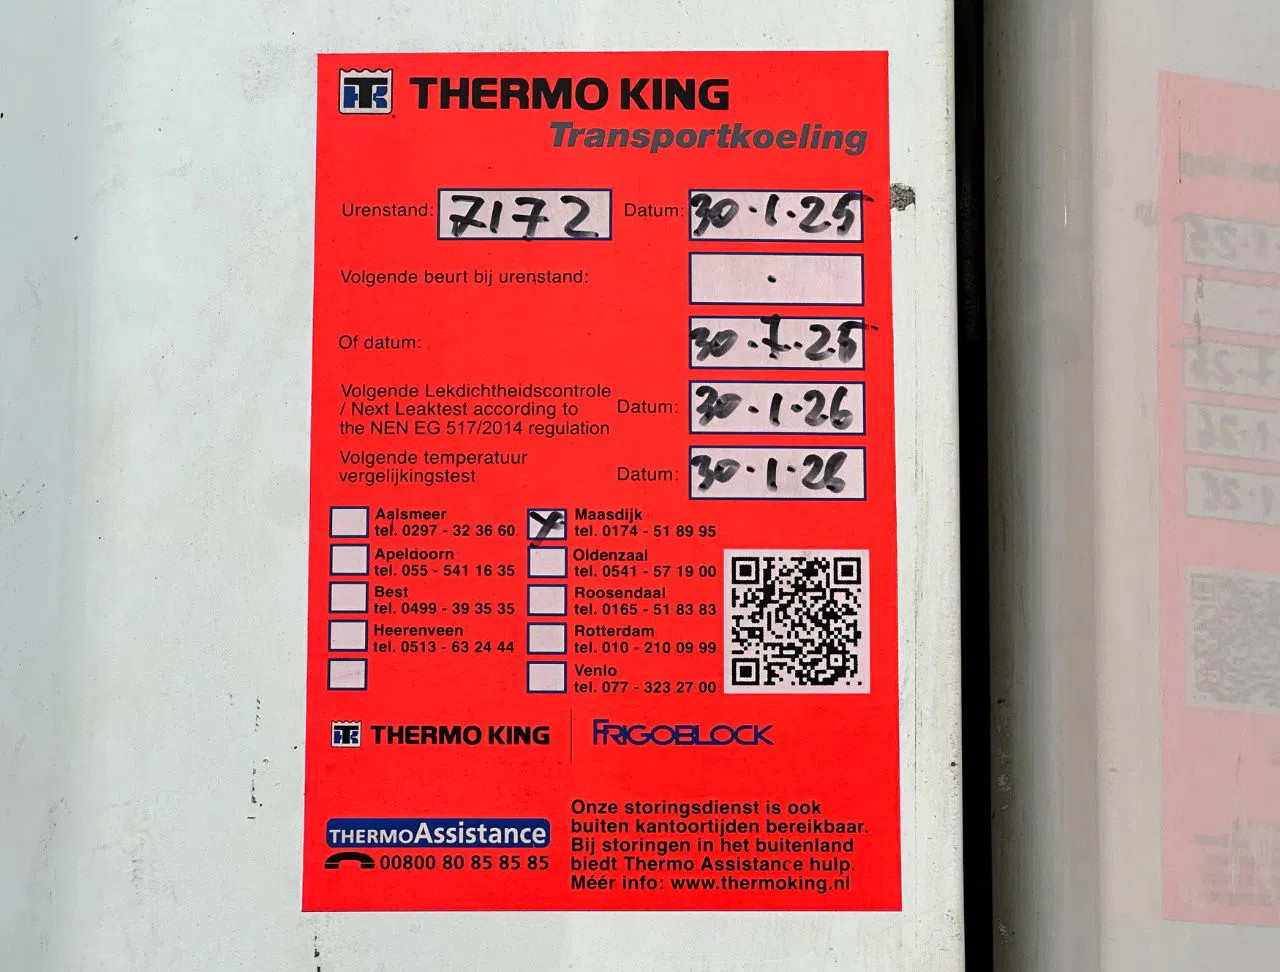 THERMO KING
Transportkoeling
Urenstand: 7172 Datum: 30.1.25
Volgende beurt bij urenstand: .
Of datum: 30.7.25
Volgende Lekdichtheidscontrole
/ Next Leaktest according to Datum: 30.1.26
the NEN EG 517/2014 regulation
Volgende temperatuur
vergelijkingstest Datum: 30.1.26
Aalsmeer
tel. 0297 - 32 36 60
Apeldoorn
tel. 055 - 541 16 35
Best
tel. 0499 - 39 35 35
Heerenveen
tel. 0513 - 63 24 44
X Maasdijk
tel. 0174 - 51 89 95
Oldenzaal
tel. 0541 - 57 19 00
Roosendaal
tel. 0165 - 51 83 83
Rotterdam
tel. 010 - 210 09 99
Venlo
tel. 077 - 323 27 00
THERMO KING FRIGOBLOCK
THERMOAssistance
00800 80 85 85 85
Onze storingsdienst is ook
buiten kantoortijden bereikbaar.
Bij storingen in het buitenland
biedt Thermo Assistance hulp.
Méér info: www.thermoking.nl